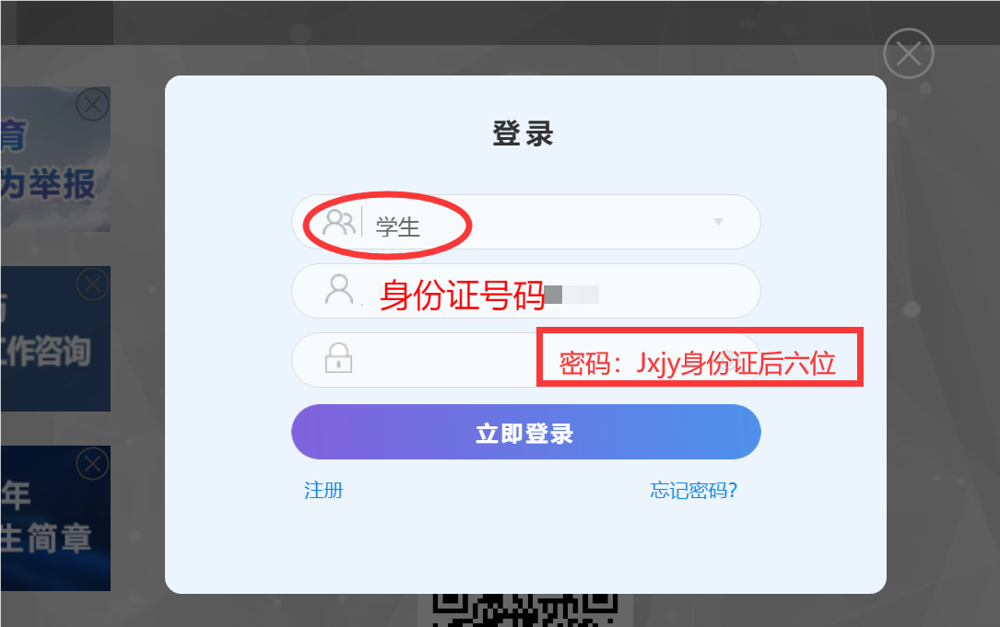 登录
育
为举报
学生
身份证号码
工作咨询
密码：Jxjy身份证后六位
立即登录
注册
忘记密码?
年
生简章